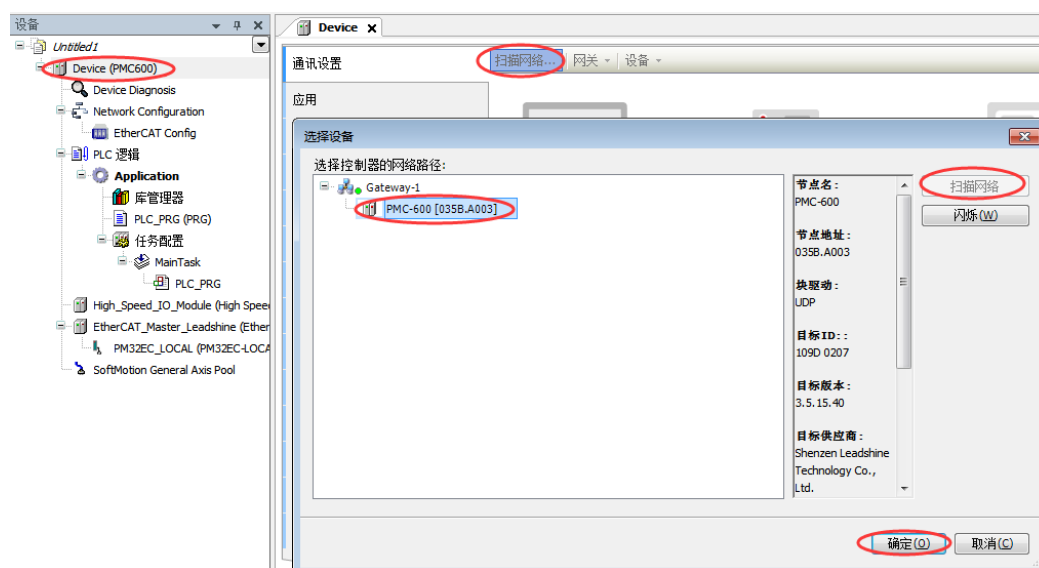 设备
Device
Untitled1
Device (PMC600)
Device Diagnosis
Network Configuration
EtherCAT Config
PLC 逻辑
Application
库管理器
PLC_PRG (PRG)
任务配置
MainTask
PLC_PRG
High_Speed_IO_Module (High Spee
EtherCAT_Master_Leadshine (Ether
PM32EC_LOCAL (PM32EC-LOCA
SoftMotion General Axis Pool
通讯设置
扫描网络... 网关 设备
应用
选择设备
选择控制器的网络路径:
Gateway-1
PMC-600 [035B.A003]
节点名:
PMC-600
节点地址:
035B.A003
块驱动:
UDP
目标ID::
109D 0207
目标版本:
3.5.15.40
目标供应商:
Shenzen Leadshine
Technology Co.,
Ltd.
扫描网络
闪烁(W)
确定(O) 取消(C)